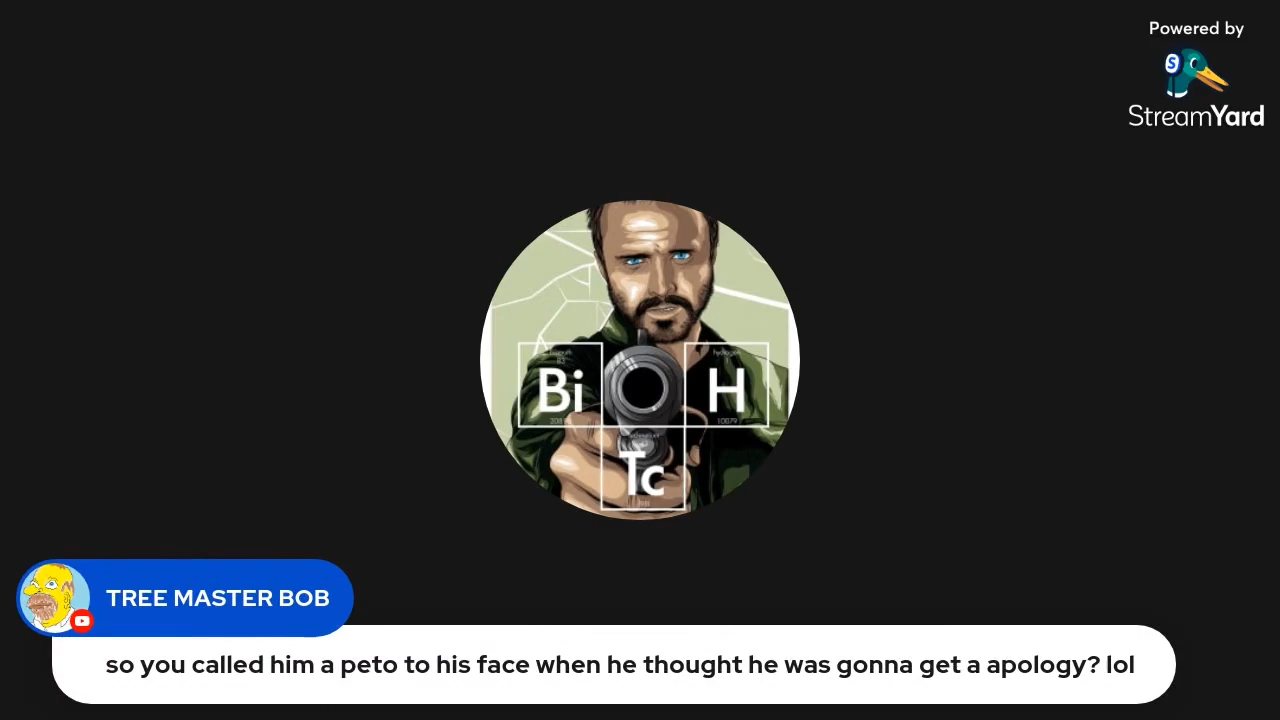 Powered by
S
StreamYard
Bi
H
Tc
TREE MASTER BOB
so you called him a peto to his face when he thought he was gonna get a apology? lol